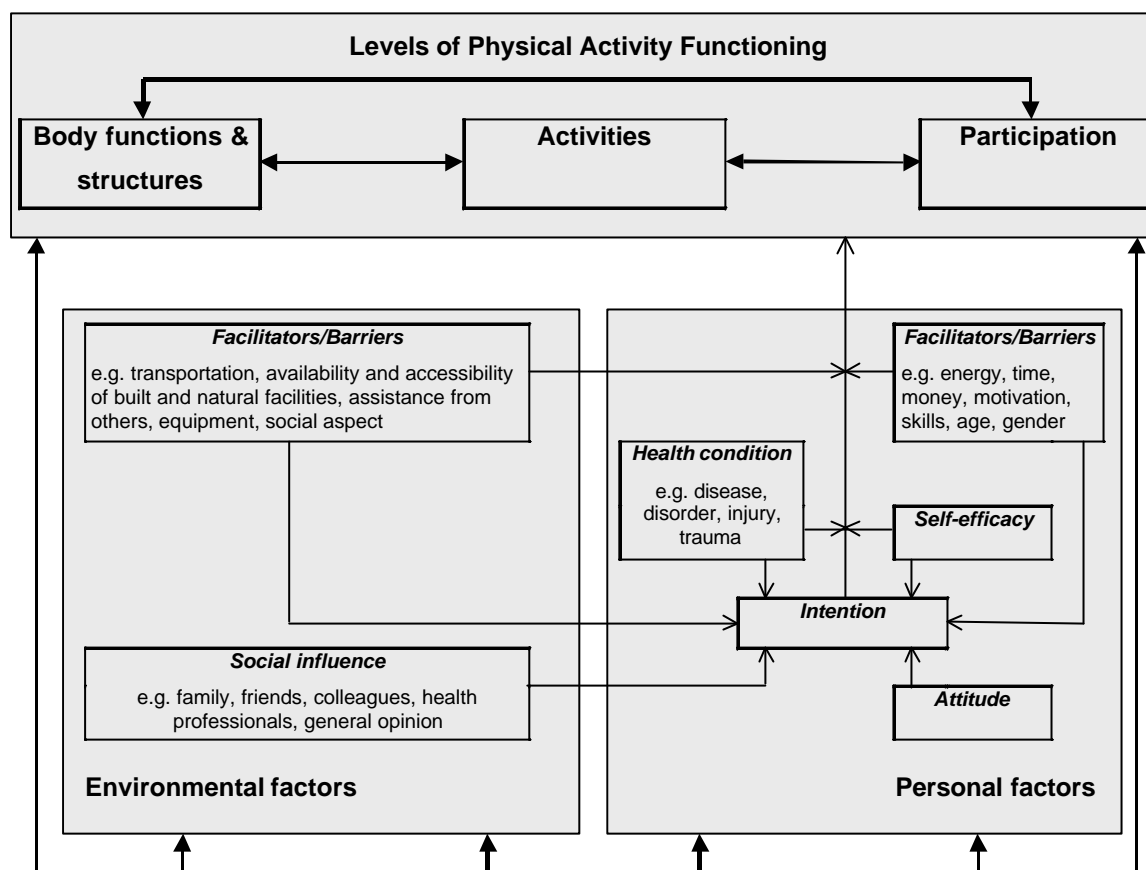 Levels of Physical Activity Functioning
Body functions &
structures
Activities
Participation
Facilitators/Barriers
e.g. transportation, availability and accessibility
of built and natural facilities, assistance from
others, equipment, social aspect
Facilitators/Barriers
e.g. energy, time,
money, motivation,
skills, age, gender
Health condition
e.g. disease,
disorder, injury,
trauma
Self-efficacy
Intention
Social influence
e.g. family, friends, colleagues, health
professionals, general opinion
Attitude
Environmental factors
Personal factors